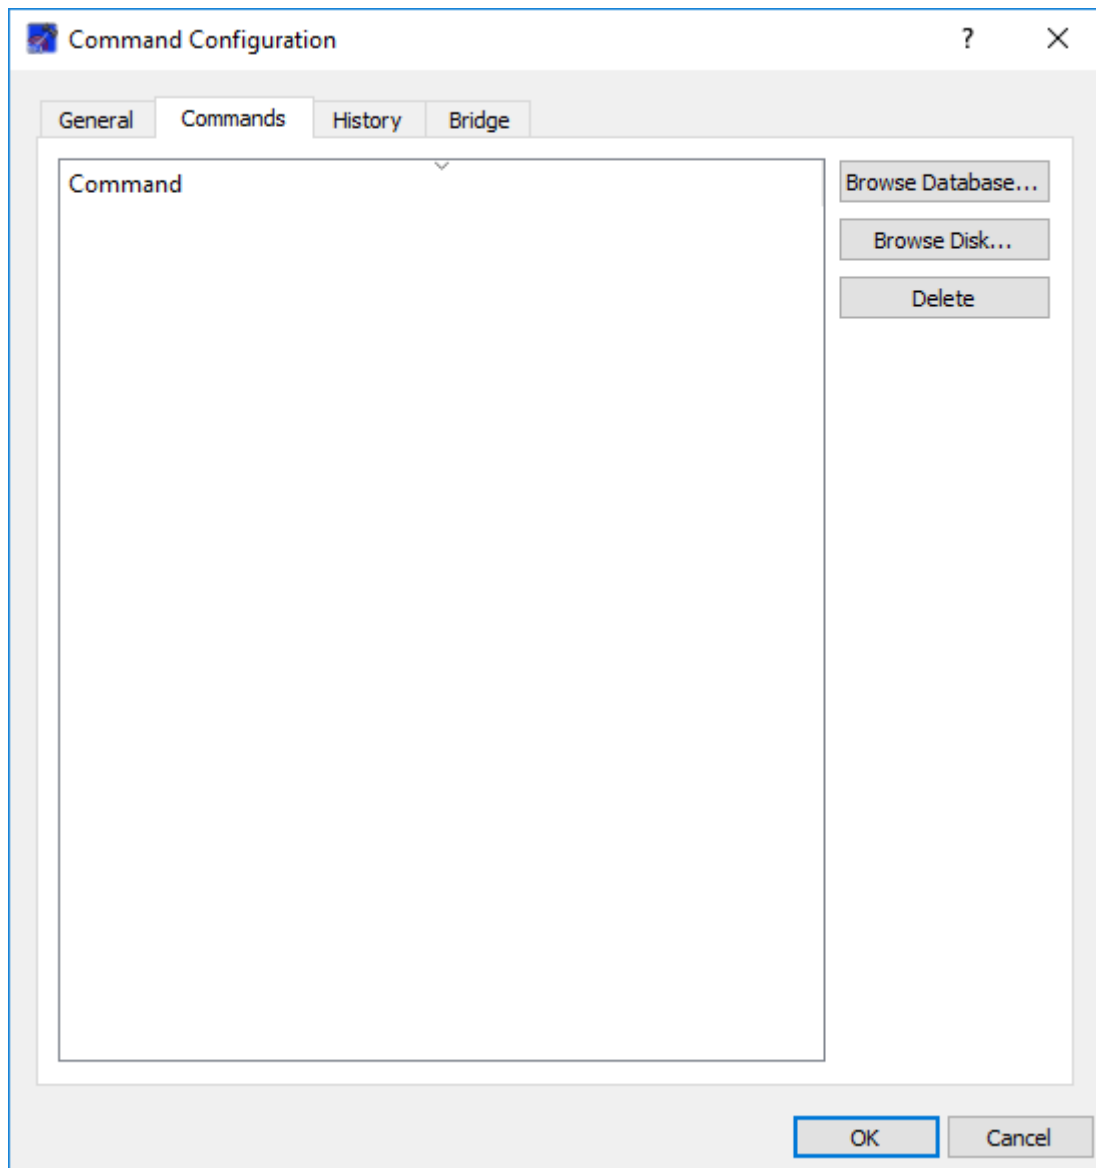 Command Configuration
?
General Commands History Bridge
Command
Browse Database...
Browse Disk...
Delete
OK Cancel